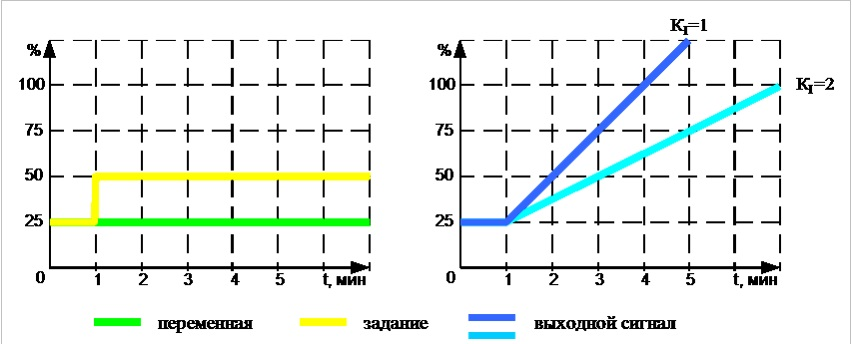 K_I=1
% %
100 100 K_I=2
75 75
50 50
25 25
0 1 2 3 4 5 t, мин 0 1 2 3 4 5 t, мин
переменная задание выходной сигнал